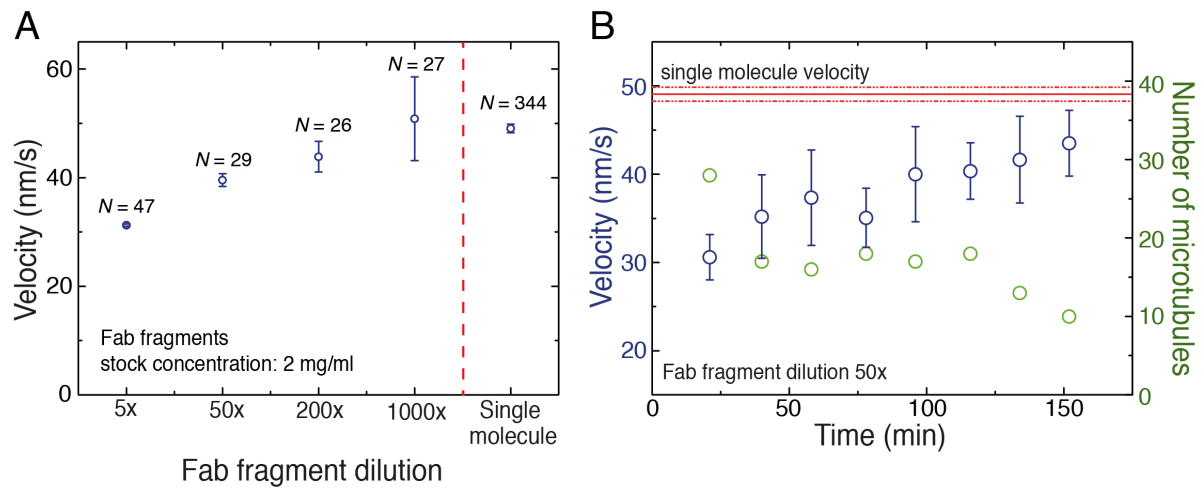 A
Velocity (nm/s)
60
40
20
0
N = 47
N = 29
N = 26
N = 27
N = 344
Fab fragments
stock concentration: 2 mg/ml
5x
50x
200x
1000x
Single
molecule
Fab fragment dilution
B
Velocity (nm/s)
50
40
30
20
single molecule velocity
Fab fragment dilution 50x
0
50
100
150
Time (min)
40
30
20
10
0
Number of microtubules